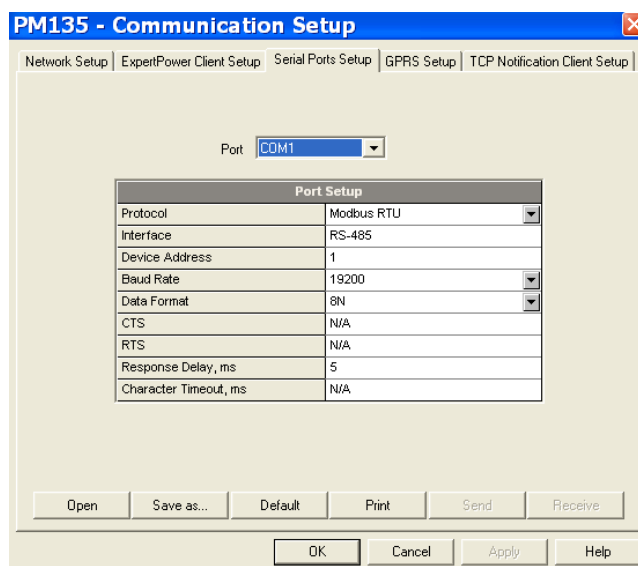 PM135 - Communication Setup
Network Setup ExpertPower Client Setup Serial Ports Setup GPRS Setup TCP Notification Client Setup
Port COM1
Port Setup
Protocol Modbus RTU
Interface RS-485
Device Address 1
Baud Rate 19200
Data Format 8N
CTS N/A
RTS N/A
Response Delay, ms 5
Character Timeout, ms N/A
Open Save as... Default Print Send Receive
OK Cancel Apply Help